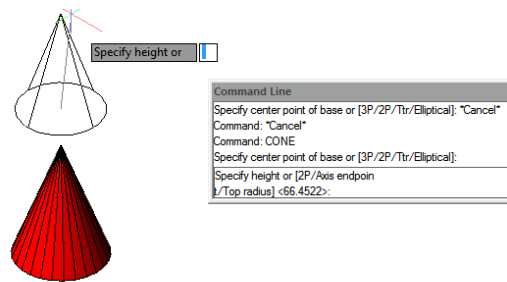 Specify height or
Command Line
Specify center point of base or [3P/2P/Ttr/Elliptical]: *Cancel*
Command: *Cancel*
Command: CONE
Specify center point of base or [3P/2P/Ttr/Elliptical]:
Specify height or [2P/Axis endpoin
t/Top radius] <66.4522>: